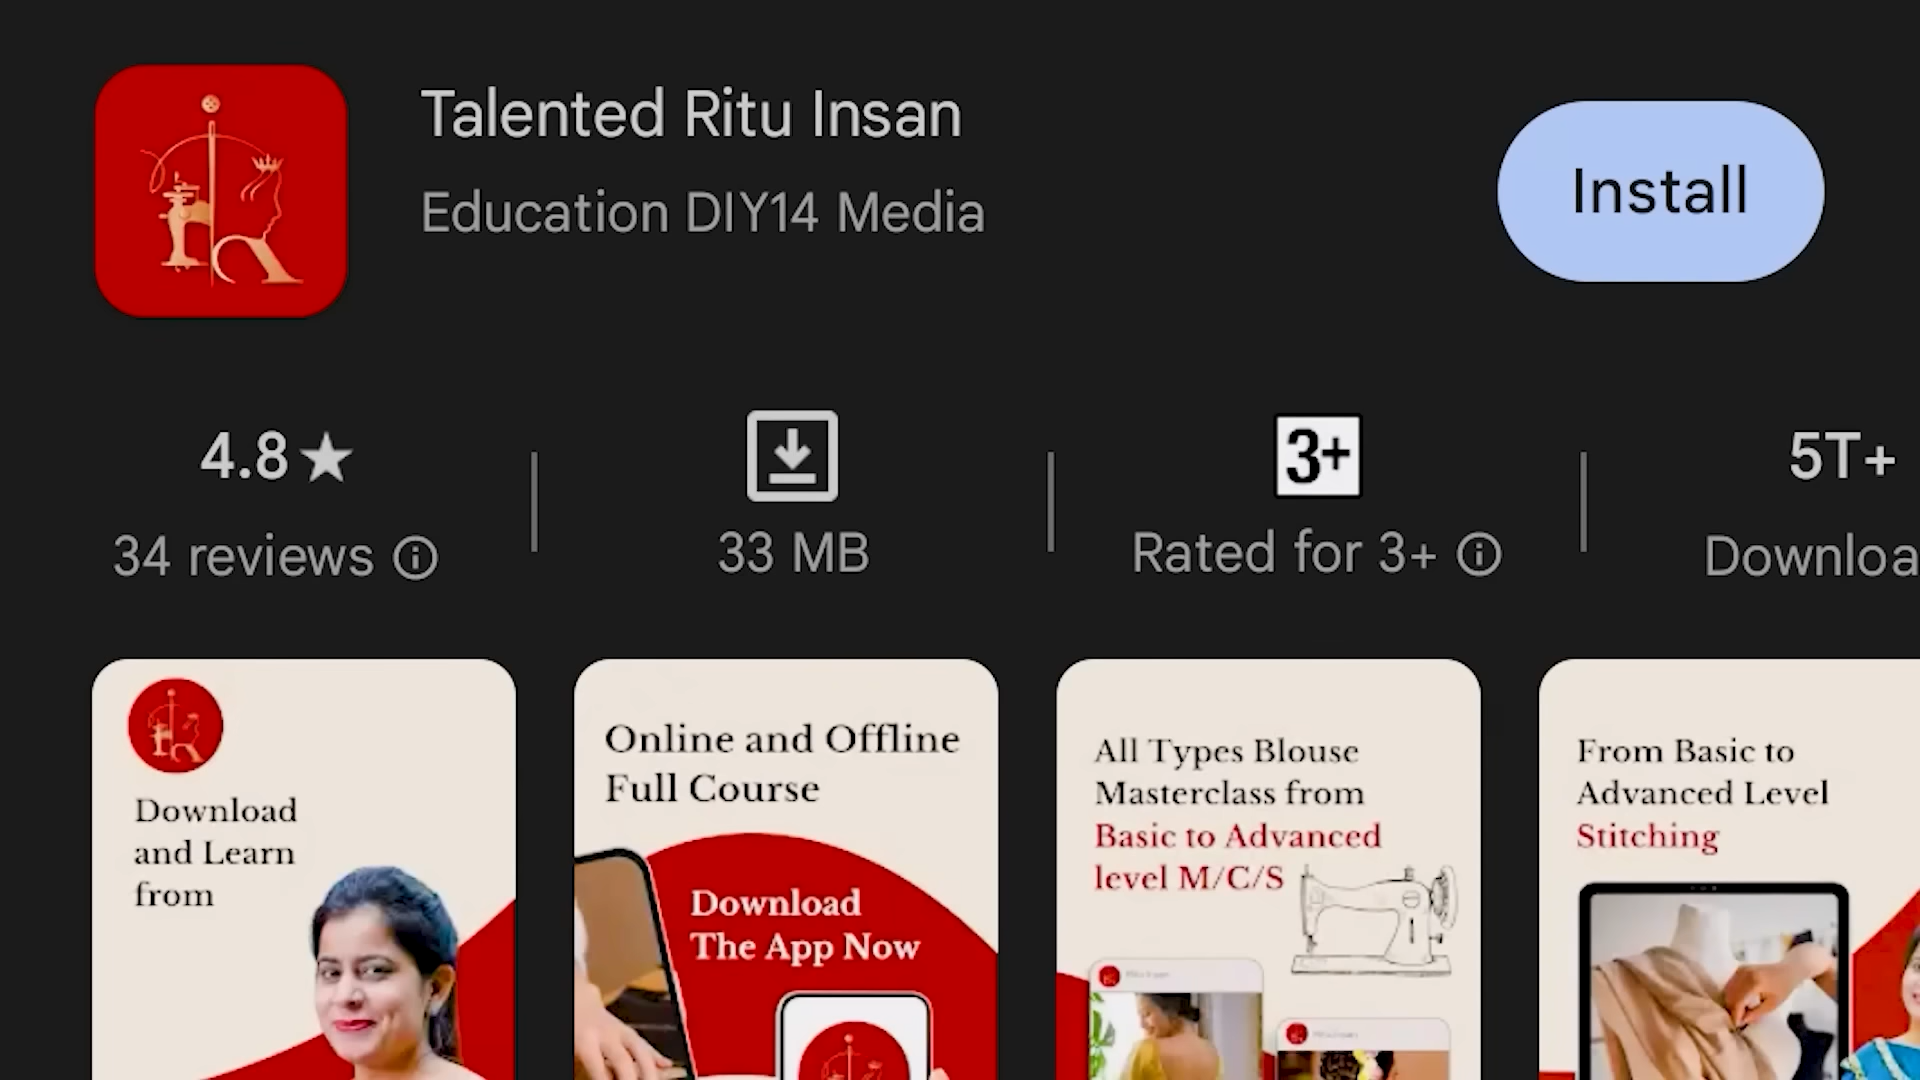 Talented Ritu Insan
Education DIY14 Media
Install
4.8★
34 reviews
33 MB
3+
Rated for 3+
5T+
Downloa
Download
and Learn
from
Online and Offline
Full Course
Download
The App Now
All Types Blouse
Masterclass from
Basic to Advanced
level M/C/S
From Basic to
Advanced Level
Stitching